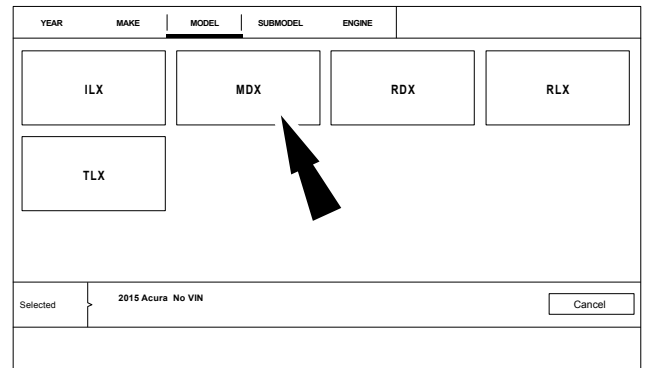 YEAR MAKE MODEL SUBMODEL ENGINE
ILX MDX RDX RLX
TLX
Selected 2015 Acura No VIN Cancel